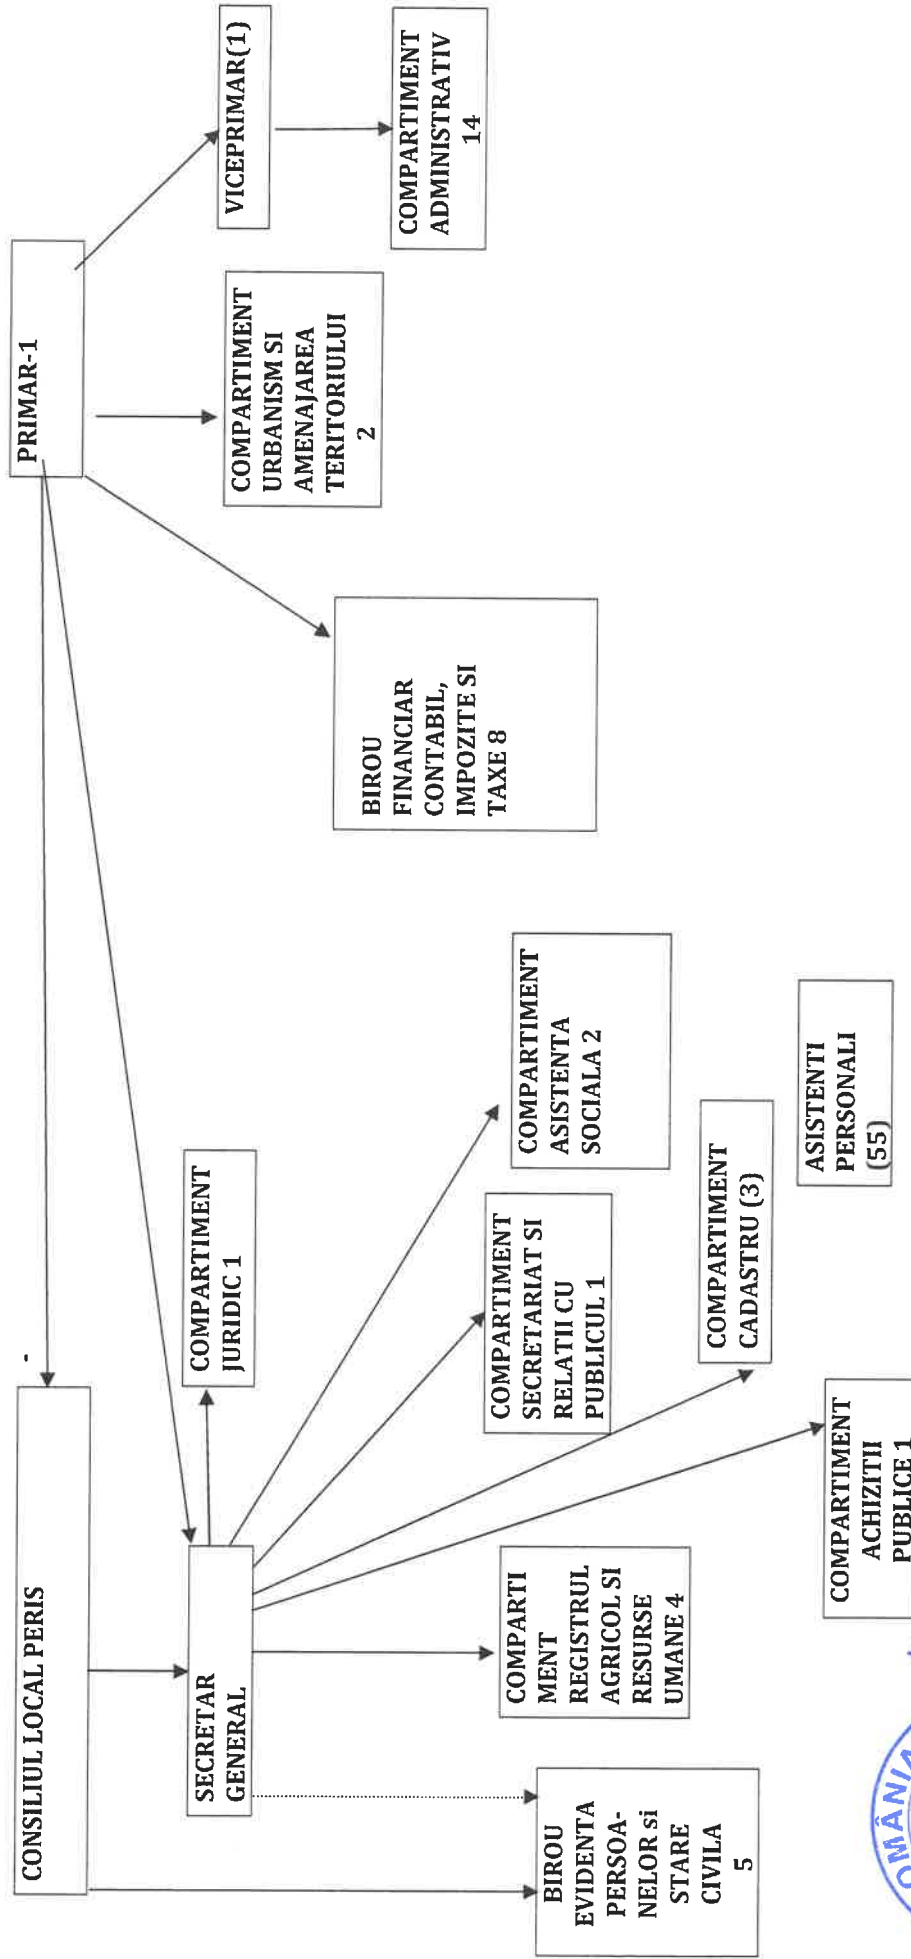 CONSILIUL LOCAL PERIS
PRIMAR-1
SECRETAR
GENERAL
COMPARTIMENT
JURIDIC 1
VICEPRIMAR(1)
COMPARTIMENT
URBANISM SI
AMENAJAREA
TERITORIULUI
2
COMPARTIMENT
ADMINISTRATIV
14
BIROU
FINANCIAR
CONTABIL,
IMPOZITE SI
TAXE 8
BIROU
EVIDENTA
PERSOA-
NELOR si
STARE
CIVILA
5
COMPARTI
MENT
REGISTRUL
AGRICOL SI
RESURSE
UMANE 4
COMPARTIMENT
SECRETARIAT SI
RELATII CU
PUBLICUL 1
COMPARTIMENT
ASISTENTA
SOCIALA 2
COMPARTIMENT
CADASTRU (3)
ASISTENTI
PERSONALI
(55)
COMPARTIMENT
ACHIZITII
PUBLICE 1